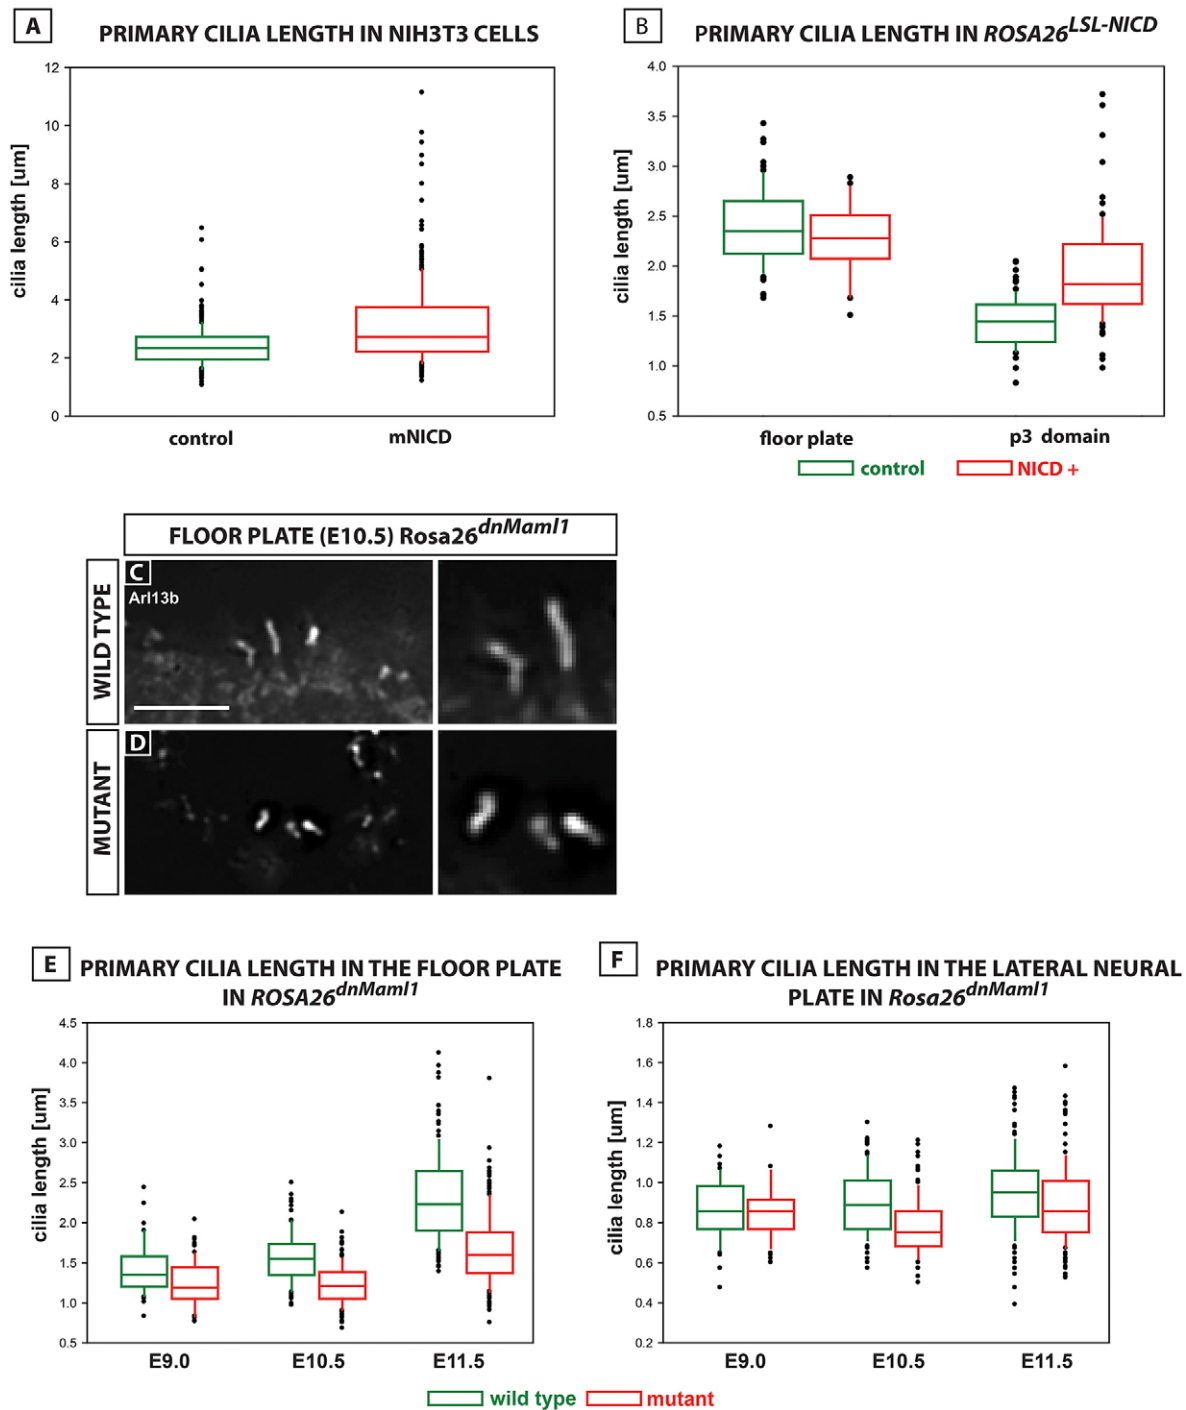 A
PRIMARY CILIA LENGTH IN NIH3T3 CELLS
12
10
8
6
4
2
0
cilia length [um]
control
mNICD
B
PRIMARY CILIA LENGTH IN ROSA26LSL-NICD
4.0
3.5
3.0
2.5
2.0
1.5
1.0
0.5
cilia length [um]
floor plate
p3 domain
control
NICD +
FLOOR PLATE (E10.5) Rosa26dnMaml1
WILD TYPE
C
Arl13b
MUTANT
D
E
PRIMARY CILIA LENGTH IN THE FLOOR PLATE
IN ROSA26dnMaml1
4.5
4.0
3.5
3.0
2.5
2.0
1.5
1.0
0.5
cilia length [um]
E9.0
E10.5
E11.5
F
PRIMARY CILIA LENGTH IN THE LATERAL NEURAL
PLATE IN Rosa26dnMaml1
1.8
1.6
1.4
1.2
1.0
0.8
0.6
0.4
0.2
cilia length [um]
E9.0
E10.5
E11.5
wild type
mutant